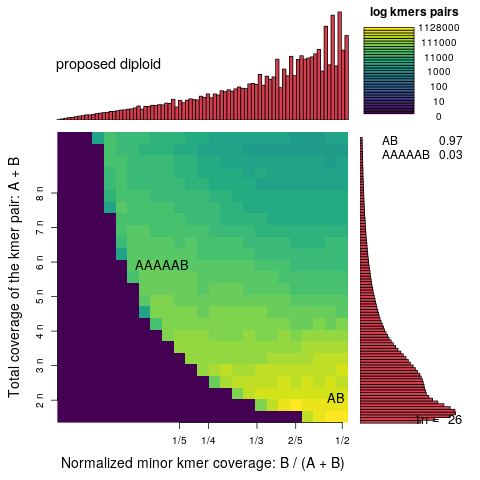 log kmers pairs
proposed diploid
1128000
111000
11000
1000
100
10
0
AB 0.97
AAAAAB 0.03
Total coverage of the kmer pair: A + B
8 n
7 n
6 n
5 n
4 n
3 n
2 n
AAAAAB
AB
1n = 26
1/5 1/4 1/3 2/5 1/2
Normalized minor kmer coverage: B / (A + B)